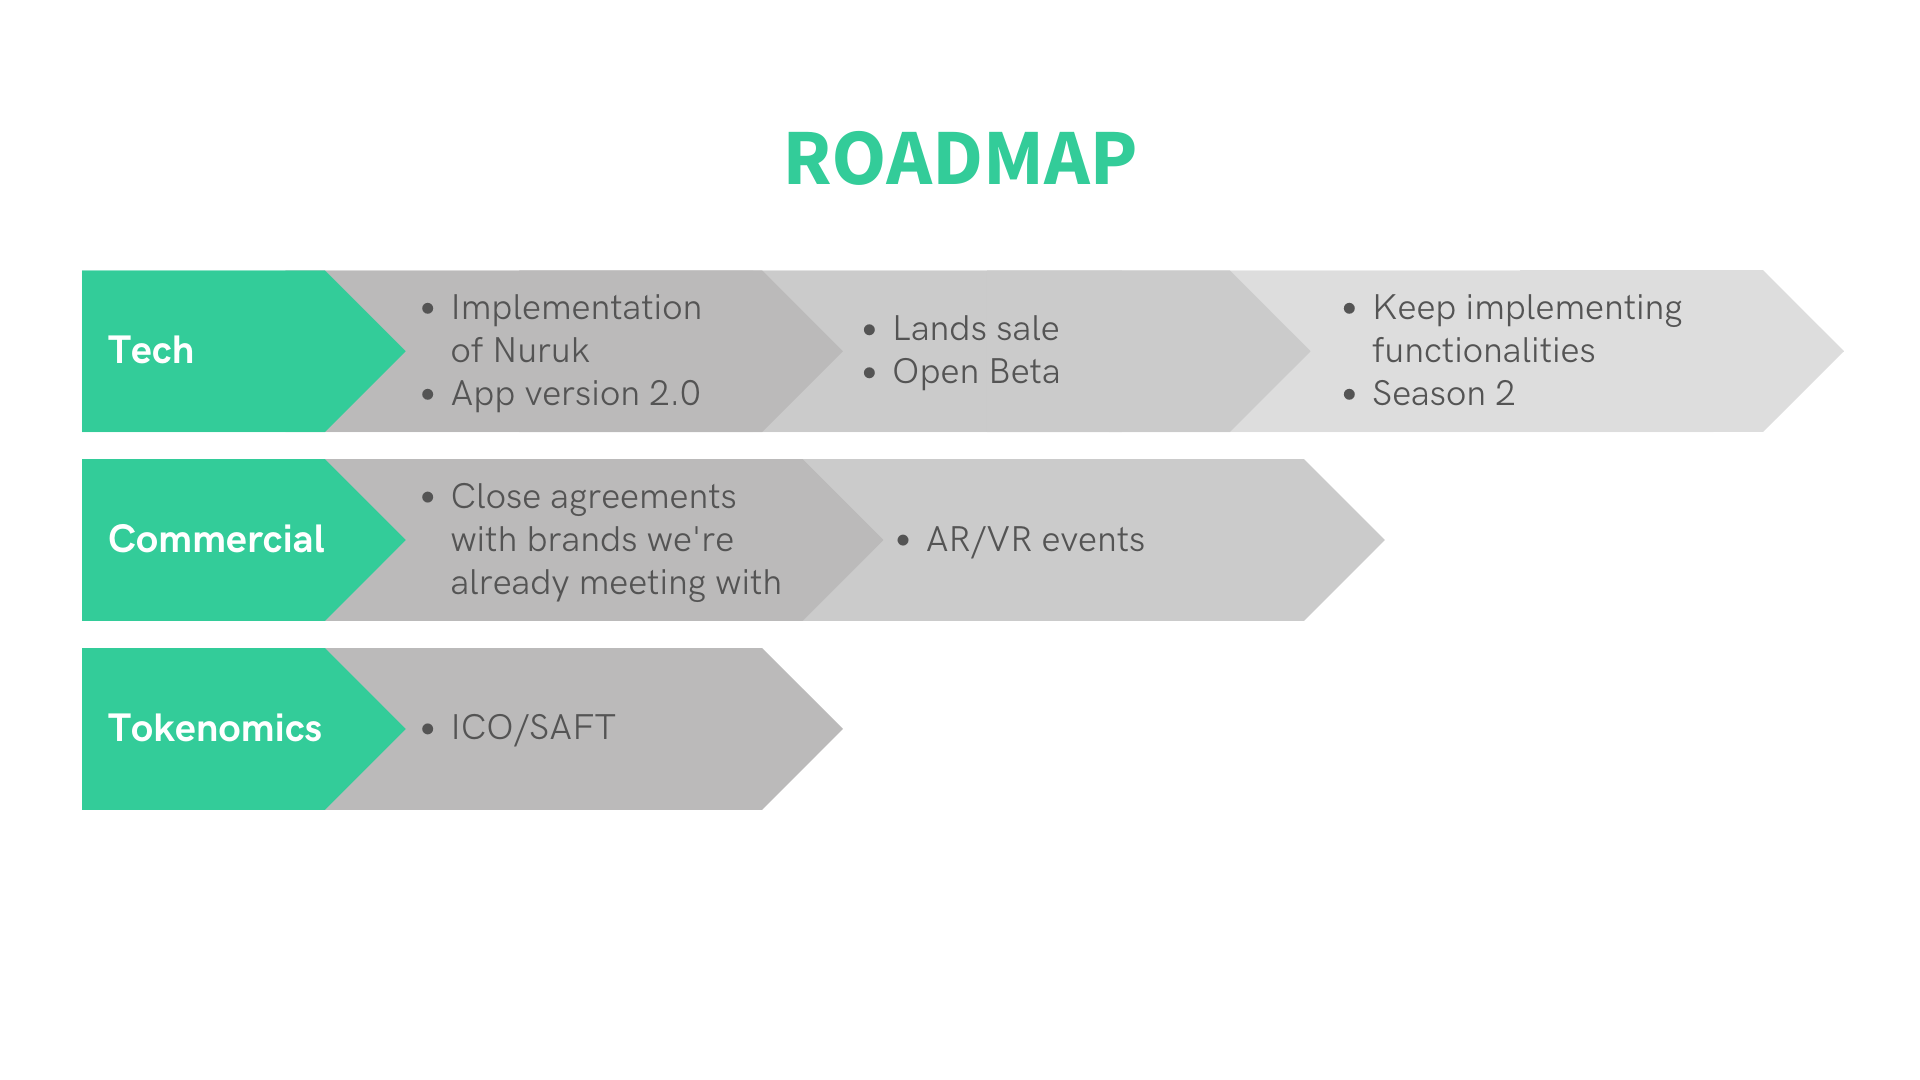 ROADMAP
Tech
• Implementation
of Nuruk
• App version 2.0
• Lands sale
• Open Beta
• Keep implementing
functionalities
• Season 2
Commercial
• Close agreements
with brands we're
already meeting with
• AR/VR events
Tokenomics
• ICO/SAFT